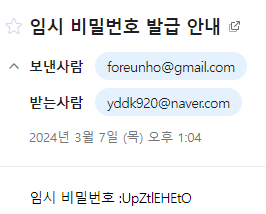 임시 비밀번호 발급 안내
보낸사람 foreunho@gmail.com
받는사람 yddk920@naver.com
2024년 3월 7일 (목) 오후 1:04
임시 비밀번호 :UpZtlEHEtO